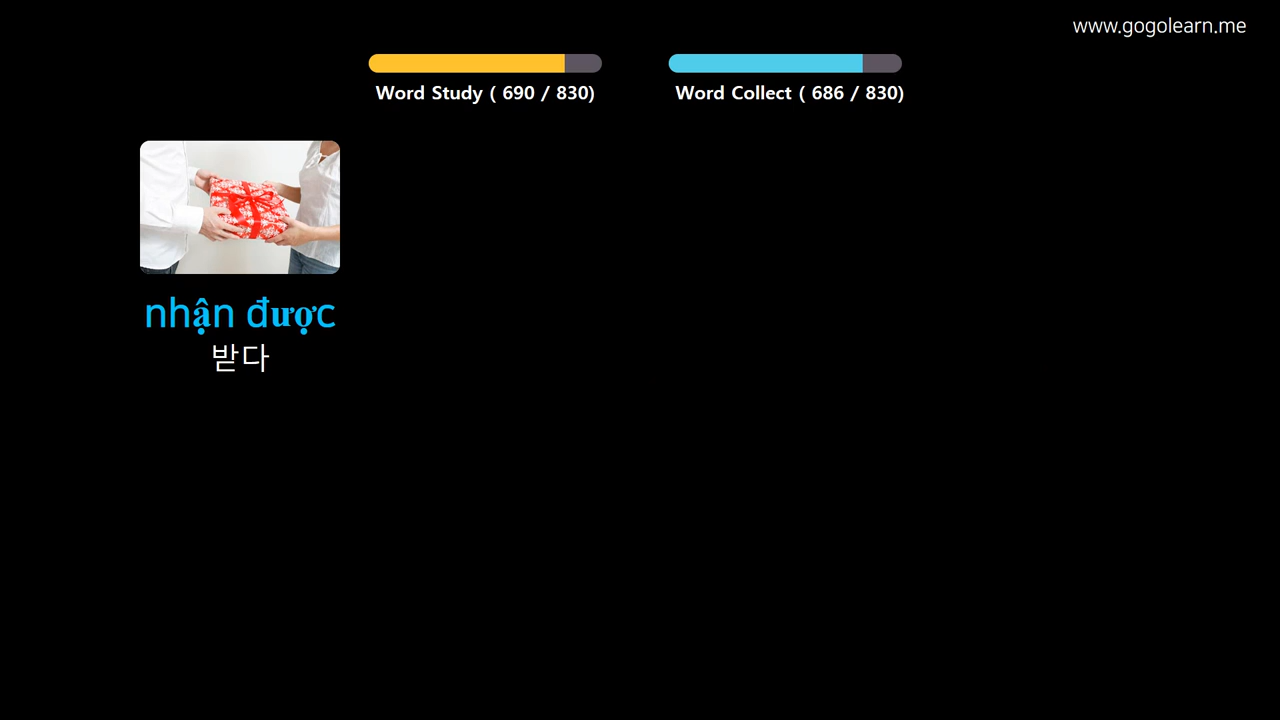 www.gogolearn.me
Word Study ( 690 / 830)
Word Collect ( 686 / 830)
nhận được
받다